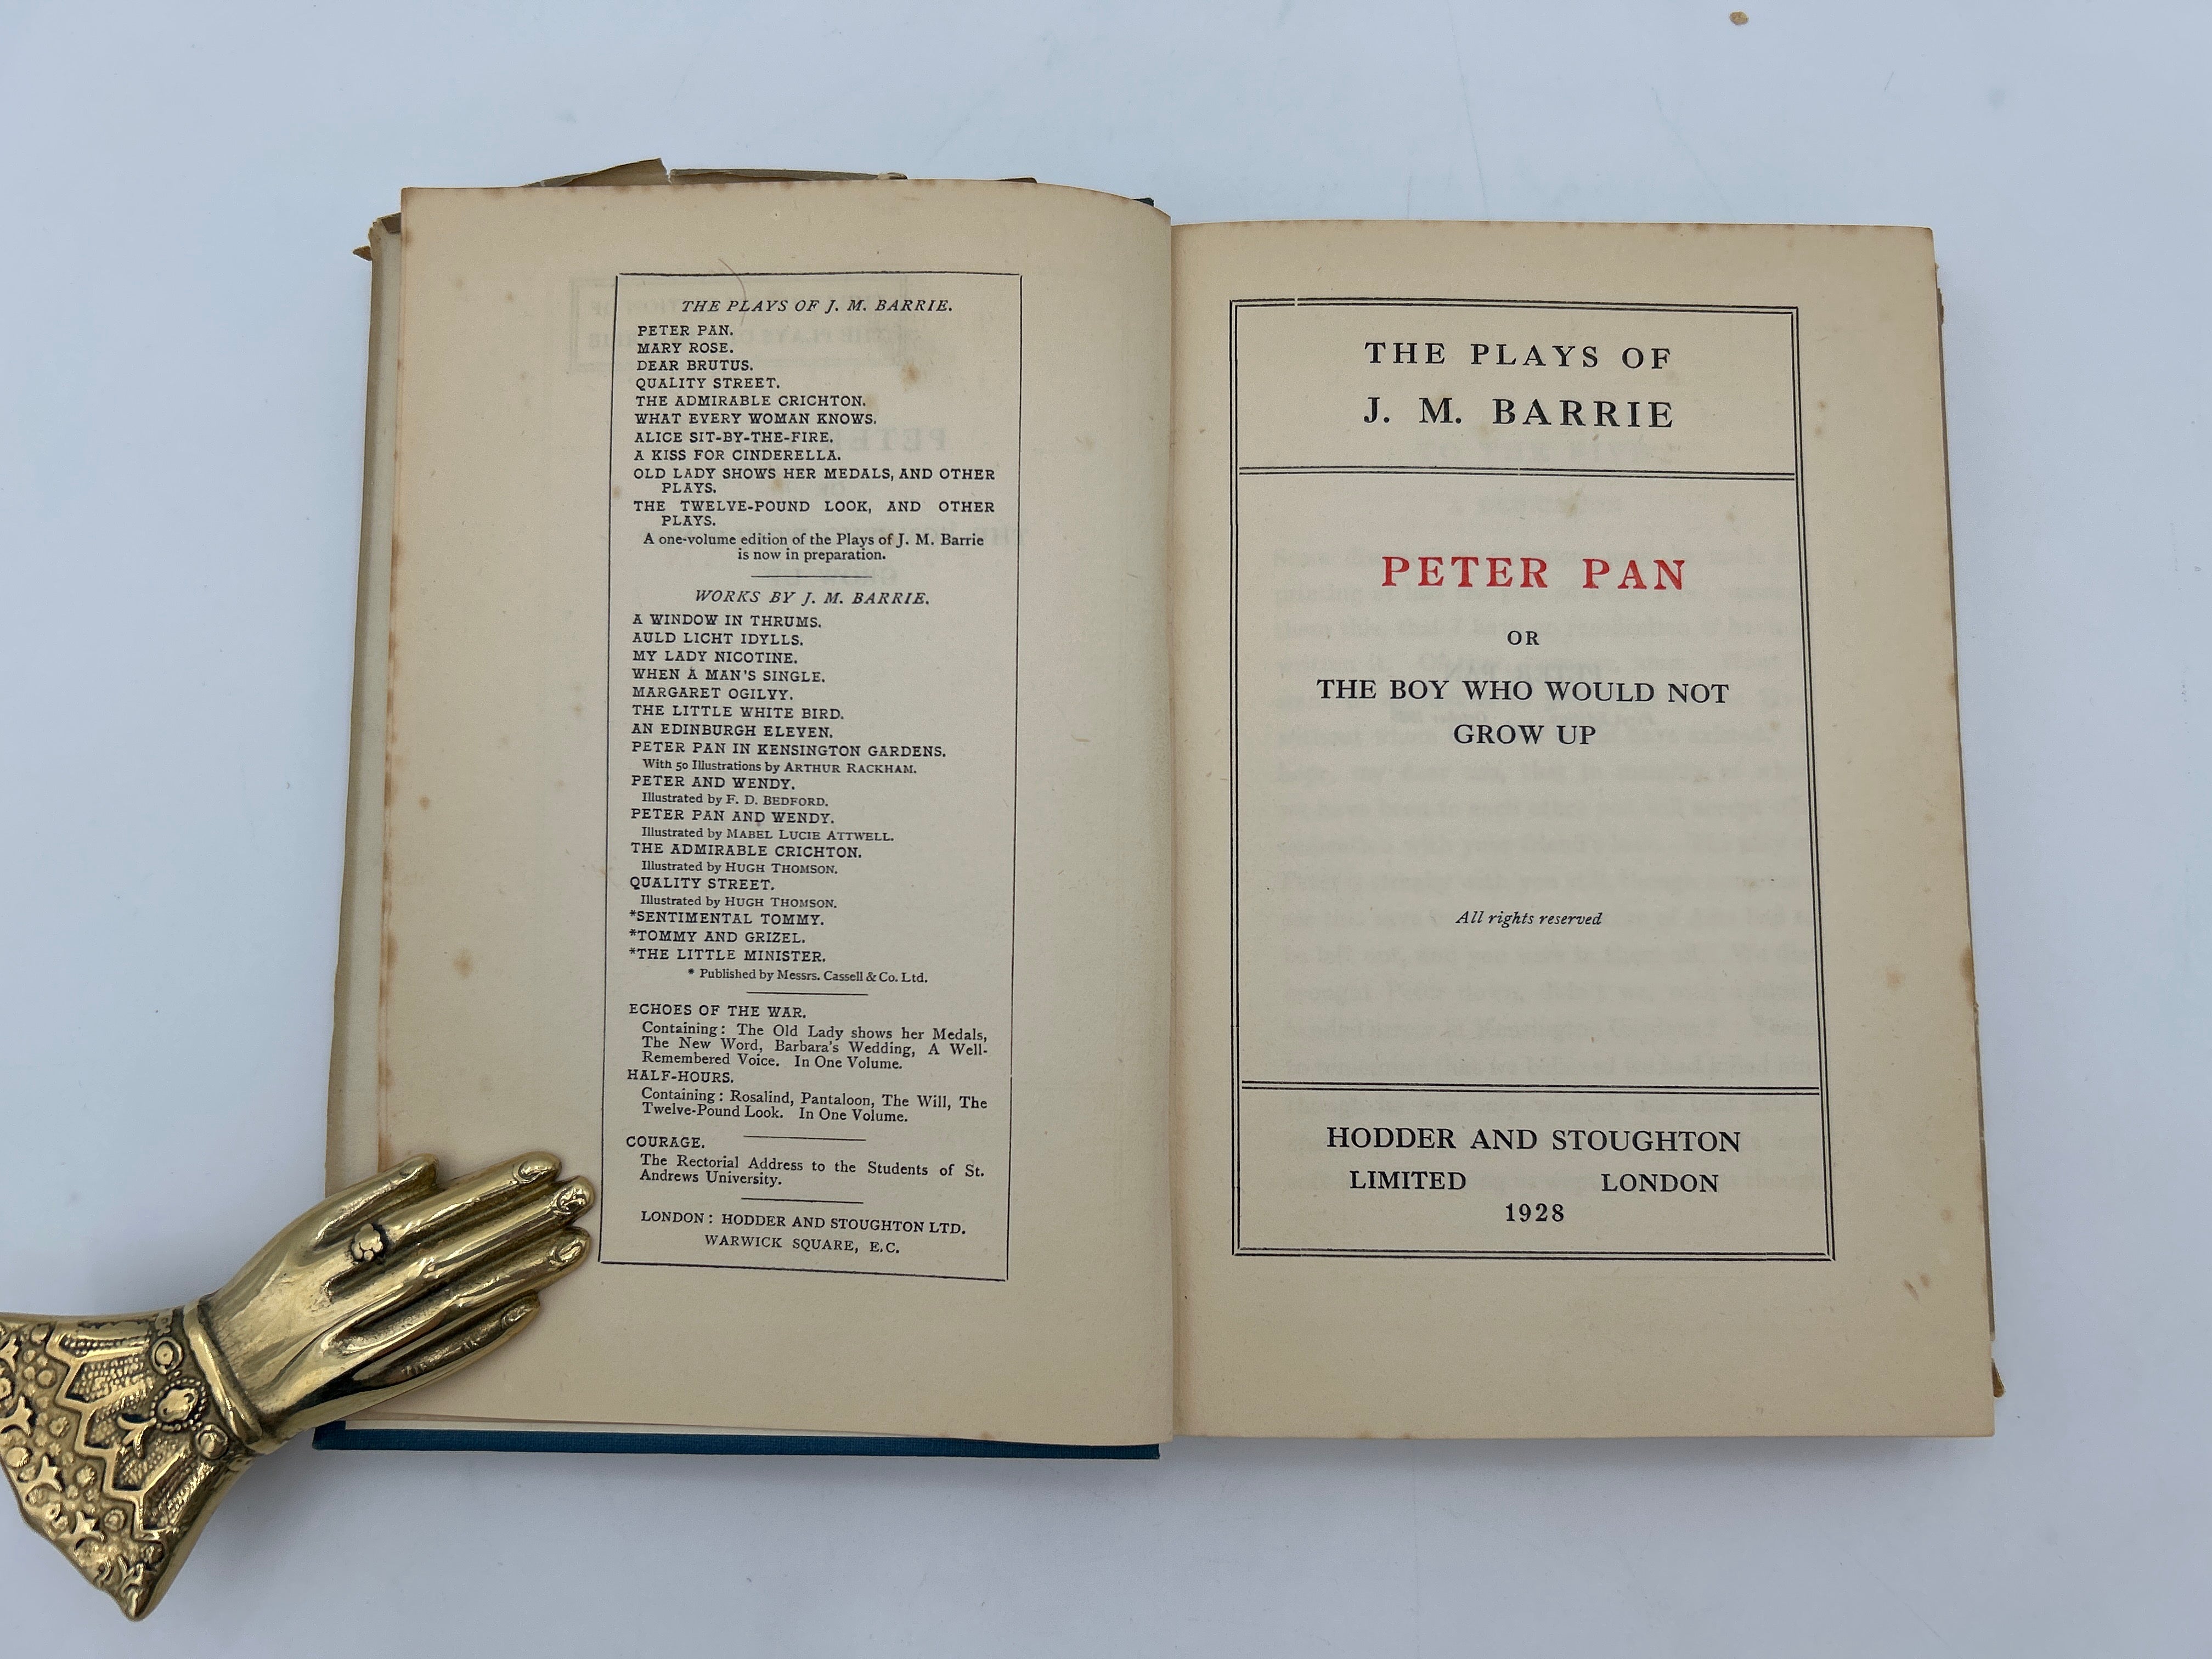 THE PLAYS OF J. M. BARRIE.
PETER PAN.
MARY ROSE.
DEAR BRUTUS.
QUALITY STREET.
THE ADMIRABLE CRICHTON.
WHAT EVERY WOMAN KNOWS.
ALICE SIT-BY-THE-FIRE.
A KISS FOR CINDERELLA.
OLD LADY SHOWS HER MEDALS, AND OTHER
PLAYS.
THE TWELVE-POUND LOOK, AND OTHER
PLAYS.
A one-volume edition of the Plays of J. M. Barrie
is now in preparation.
WORKS BY J. M. BARRIE.
A WINDOW IN THRUMS.
AULD LICHT IDYLLS.
MY LADY NICOTINE.
WHEN A MAN'S SINGLE.
MARGARET OGILVY.
THE LITTLE WHITE BIRD.
AN EDINBURGH ELEVEN.
PETER PAN IN KENSINGTON GARDENS.
With 50 Illustrations by ARTHUR RACKHAM.
PETER AND WENDY.
Illustrated by F. D. BEDFORD.
PETER PAN AND WENDY.
Illustrated by MABEL LUCIE ATTWELL.
THE ADMIRABLE CRICHTON.
Illustrated by HUGH THOMSON.
QUALITY STREET.
Illustrated by HUGH THOMSON.
*SENTIMENTAL TOMMY.
*TOMMY AND GRIZEL.
*THE LITTLE MINISTER.
* Published by Messrs. Cassell & Co. Ltd.
ECHOES OF THE WAR.
Containing: The Old Lady shows her Medals,
The New Word, Barbara's Wedding, A Well-
Remembered Voice. In One Volume.
HALF-HOURS.
Containing: Rosalind, Pantaloon, The Will, The
Twelve-Pound Look. In One Volume.
COURAGE.
The Rectorial Address to the Students of St.
Andrews University.
LONDON: HODDER AND STOUGHTON LTD.
WARWICK SQUARE, E.C.
THE PLAYS OF
J. M. BARRIE
PETER PAN
OR
THE BOY WHO WOULD NOT
GROW UP
All rights reserved
HODDER AND STOUGHTON
LIMITED LONDON
1928